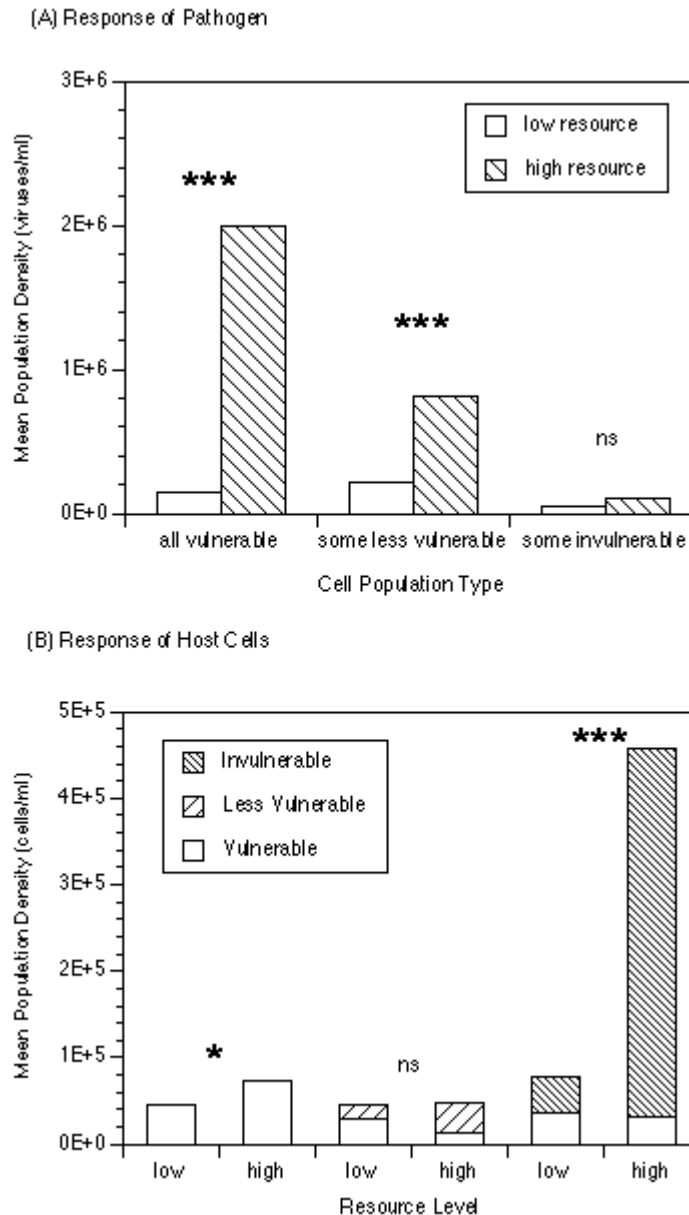 (A) Response of Pathogen
Mean Population Density (viruses/ml)
3E+6
2E+6
1E+6
0E+0
low resource
high resource
***
***
ns
all vulnerable
some less vulnerable
some invulnerable
Cell Population Type
(B) Response of Host Cells
Mean Population Density (cells/ml)
5E+5
4E+5
3E+5
2E+5
1E+5
0E+0
Invulnerable
Less Vulnerable
Vulnerable
*
ns
***
low
high
low
high
low
high
Resource Level